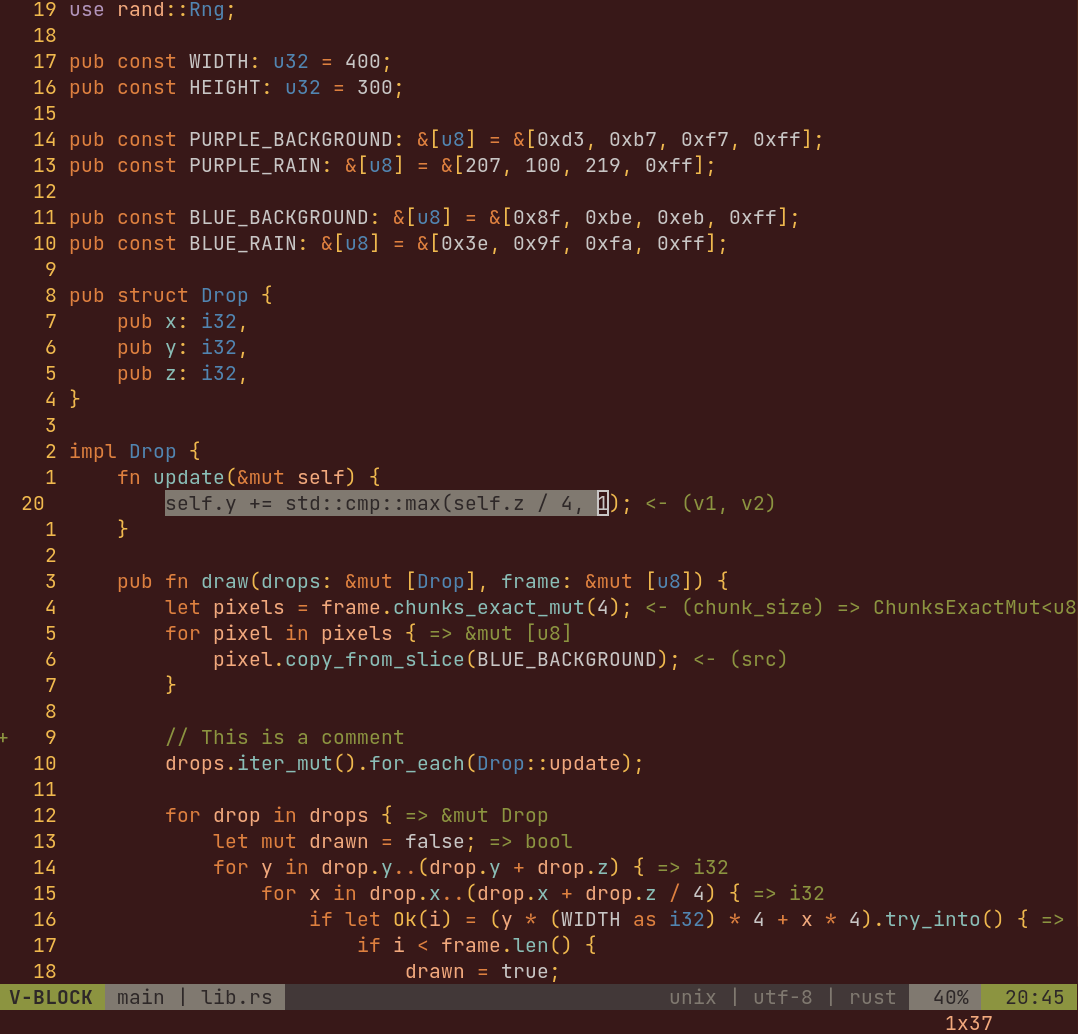 19 use rand::Rng;
18
17 pub const WIDTH: u32 = 400;
16 pub const HEIGHT: u32 = 300;
15
14 pub const PURPLE_BACKGROUND: &[u8] = &[0xd3, 0xb7, 0xf7, 0xff];
13 pub const PURPLE_RAIN: &[u8] = &[207, 100, 219, 0xff];
12
11 pub const BLUE_BACKGROUND: &[u8] = &[0x8f, 0xbe, 0xeb, 0xff];
10 pub const BLUE_RAIN: &[u8] = &[0x3e, 0x9f, 0xfa, 0xff];
9
8 pub struct Drop {
7     pub x: i32,
6     pub y: i32,
5     pub z: i32,
4 }
3
2 impl Drop {
1     fn update(&mut self) {
20         self.y += std::cmp::max(self.z / 4, 1); <- (v1, v2)
1     }
2
3     pub fn draw(drops: &mut [Drop], frame: &mut [u8]) {
4         let pixels = frame.chunks_exact_mut(4); <- (chunk_size) => ChunksExactMut<u8
5         for pixel in pixels { => &mut [u8]
6             pixel.copy_from_slice(BLUE_BACKGROUND); <- (src)
7         }
8
+ 9         // This is a comment
10         drops.iter_mut().for_each(Drop::update);
11
12         for drop in drops { => &mut Drop
13             let mut drawn = false; => bool
14             for y in drop.y..(drop.y + drop.z) { => i32
15                 for x in drop.x..(drop.x + drop.z / 4) { => i32
16                     if let Ok(i) = (y * (WIDTH as i32) * 4 + x * 4).try_into() { =>
17                         if i < frame.len() {
18                             drawn = true;
V-BLOCK main | lib.rs unix | utf-8 | rust 40% 20:45
1x37